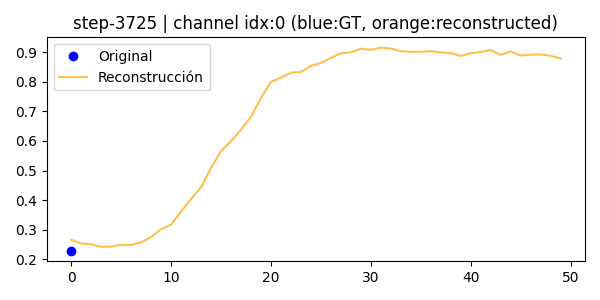 step-3725 | channel idx:0 (blue:GT, orange:reconstructed)
Original
Reconstrucción
0.9
0.8
0.7
0.6
0.5
0.4
0.3
0.2
0 10 20 30 40 50